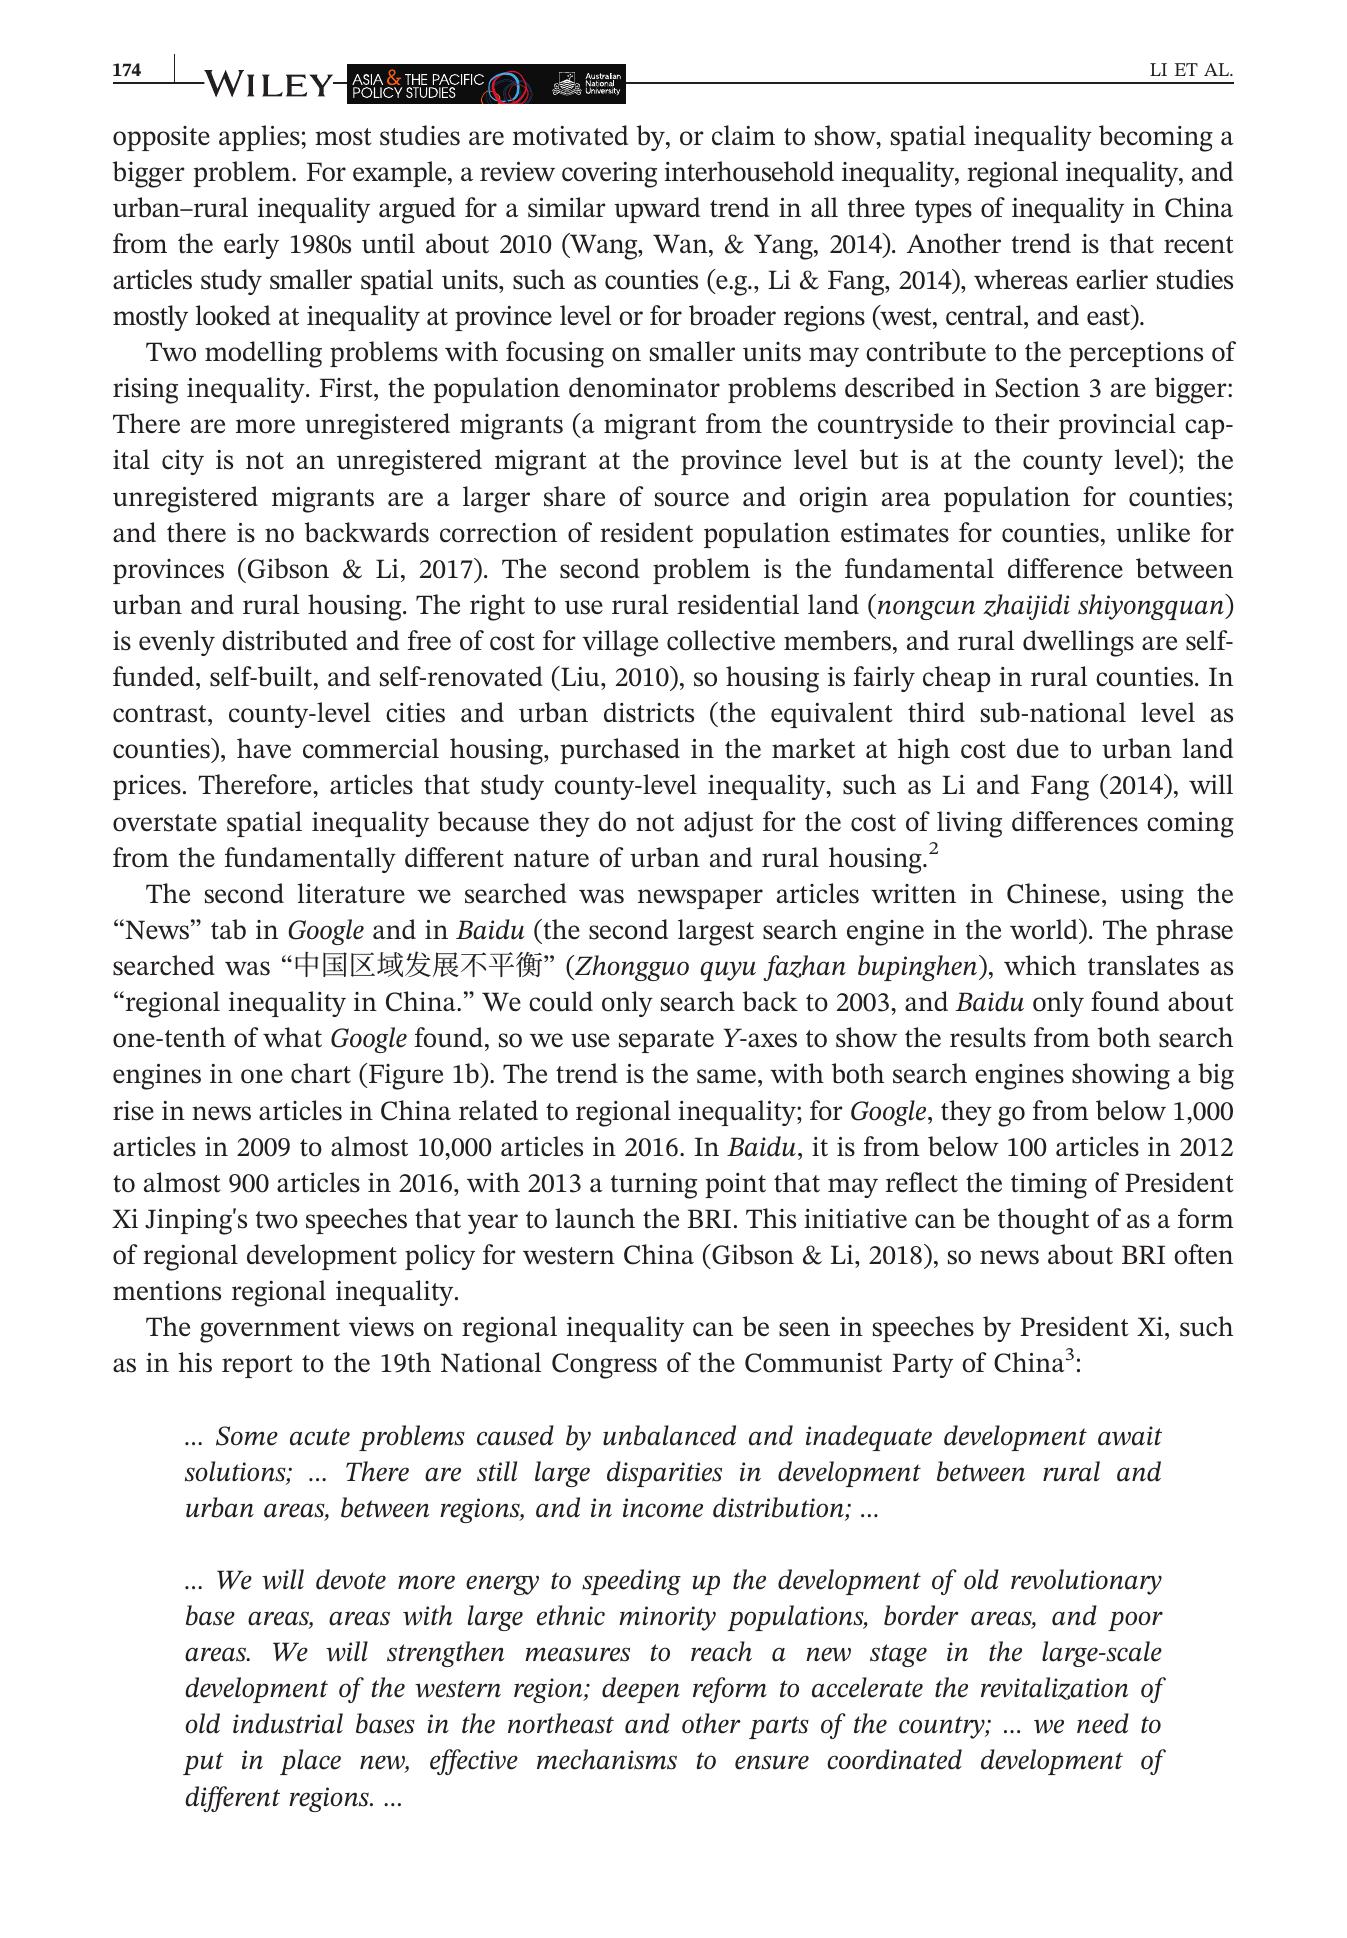 174
WILEY
ASIA & THE PACIFIC
POLICY STUDIES
Australian
National
University
LI ET AL.
opposite applies; most studies are motivated by, or claim to show, spatial inequality becoming a
bigger problem. For example, a review covering interhousehold inequality, regional inequality, and
urban–rural inequality argued for a similar upward trend in all three types of inequality in China
from the early 1980s until about 2010 (Wang, Wan, & Yang, 2014). Another trend is that recent
articles study smaller spatial units, such as counties (e.g., Li & Fang, 2014), whereas earlier studies
mostly looked at inequality at province level or for broader regions (west, central, and east).
Two modelling problems with focusing on smaller units may contribute to the perceptions of
rising inequality. First, the population denominator problems described in Section 3 are bigger:
There are more unregistered migrants (a migrant from the countryside to their provincial cap-
ital city is not an unregistered migrant at the province level but is at the county level); the
unregistered migrants are a larger share of source and origin area population for counties;
and there is no backwards correction of resident population estimates for counties, unlike for
provinces (Gibson & Li, 2017). The second problem is the fundamental difference between
urban and rural housing. The right to use rural residential land (nongcun zhaijidi shiyongquan)
is evenly distributed and free of cost for village collective members, and rural dwellings are self-
funded, self-built, and self-renovated (Liu, 2010), so housing is fairly cheap in rural counties. In
contrast, county-level cities and urban districts (the equivalent third sub-national level as
counties), have commercial housing, purchased in the market at high cost due to urban land
prices. Therefore, articles that study county-level inequality, such as Li and Fang (2014), will
overstate spatial inequality because they do not adjust for the cost of living differences coming
from the fundamentally different nature of urban and rural housing.2
The second literature we searched was newspaper articles written in Chinese, using the
“News” tab in Google and in Baidu (the second largest search engine in the world). The phrase
searched was “中国区域发展不平衡” (Zhongguo quyu fazhan bupinghen), which translates as
“regional inequality in China.” We could only search back to 2003, and Baidu only found about
one-tenth of what Google found, so we use separate Y-axes to show the results from both search
engines in one chart (Figure 1b). The trend is the same, with both search engines showing a big
rise in news articles in China related to regional inequality; for Google, they go from below 1,000
articles in 2009 to almost 10,000 articles in 2016. In Baidu, it is from below 100 articles in 2012
to almost 900 articles in 2016, with 2013 a turning point that may reflect the timing of President
Xi Jinping's two speeches that year to launch the BRI. This initiative can be thought of as a form
of regional development policy for western China (Gibson & Li, 2018), so news about BRI often
mentions regional inequality.
The government views on regional inequality can be seen in speeches by President Xi, such
as in his report to the 19th National Congress of the Communist Party of China3:
... Some acute problems caused by unbalanced and inadequate development await
solutions; ... There are still large disparities in development between rural and
urban areas, between regions, and in income distribution; ...
... We will devote more energy to speeding up the development of old revolutionary
base areas, areas with large ethnic minority populations, border areas, and poor
areas. We will strengthen measures to reach a new stage in the large-scale
development of the western region; deepen reform to accelerate the revitalization of
old industrial bases in the northeast and other parts of the country; ... we need to
put in place new, effective mechanisms to ensure coordinated development of
different regions. ...